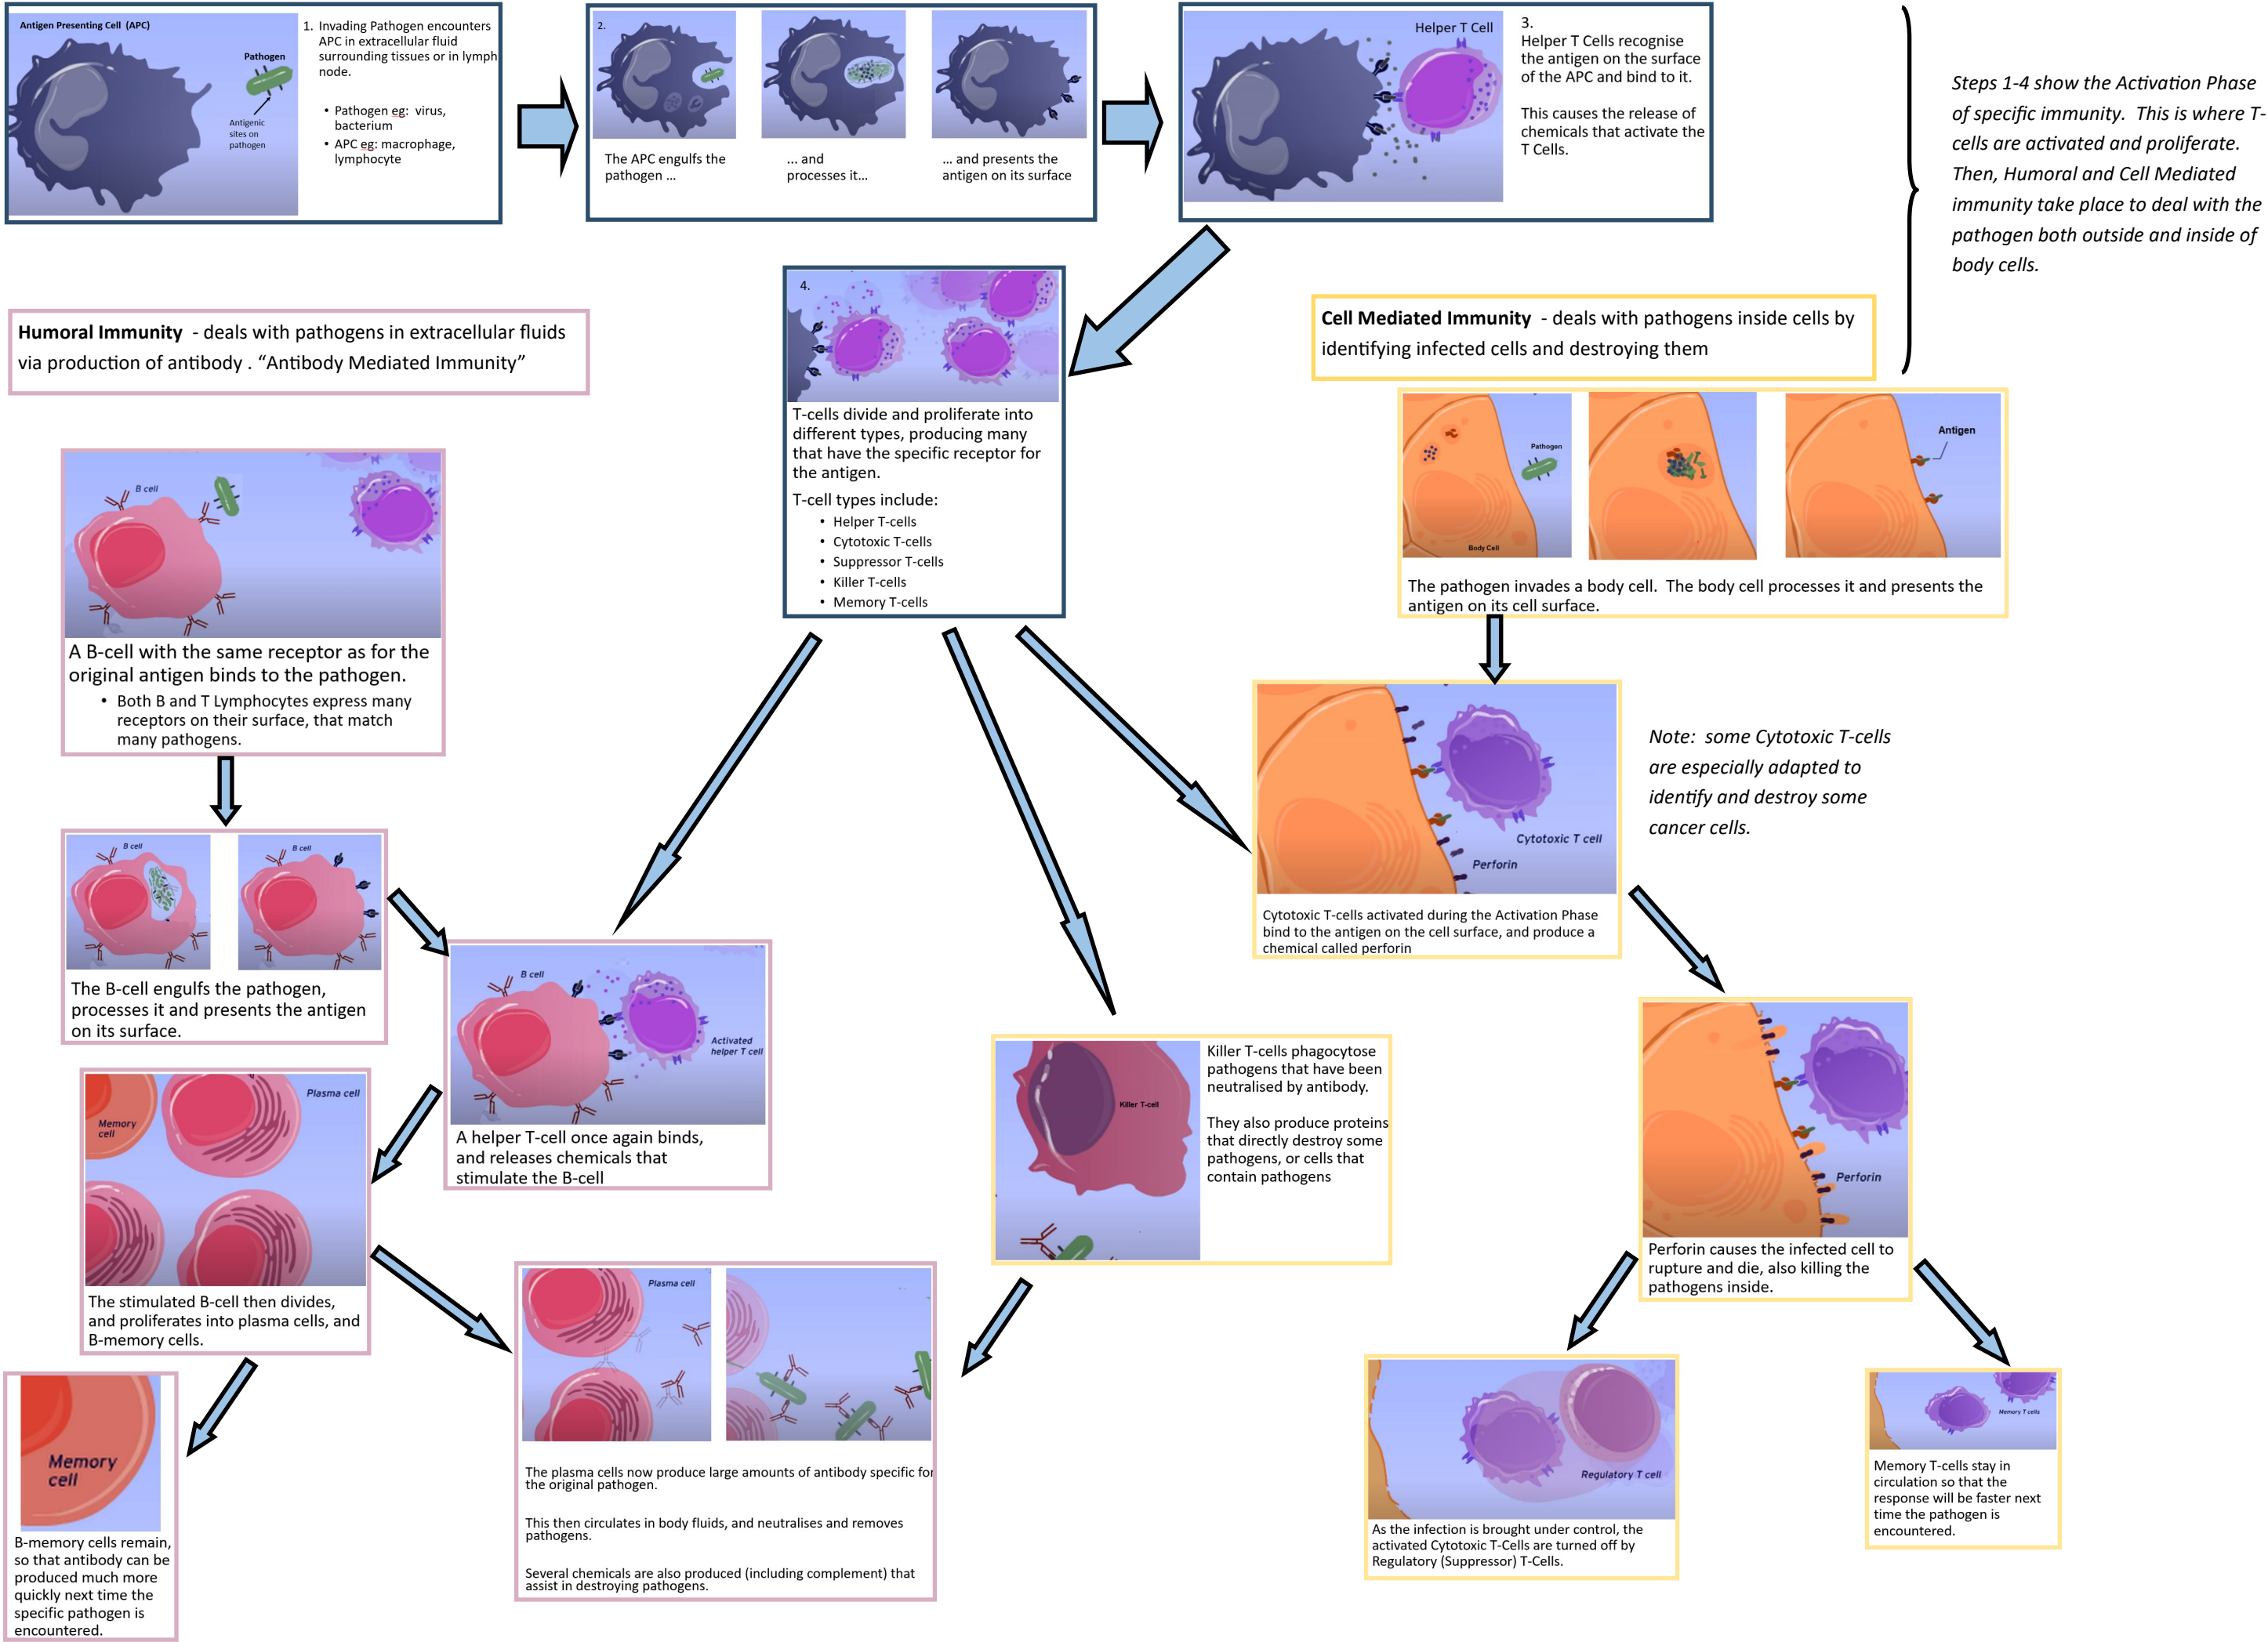 Antigen Presenting Cell (APC)
Pathogen
Antigenic
sites on
pathogen
1. Invading Pathogen encounters
APC in extracellular fluid
surrounding tissues or in lymph
node.
• Pathogen eg: virus,
bacterium
• APC eg: macrophage,
lymphocyte
2.
The APC engulfs the
pathogen ...
... and
processes it...
... and presents the
antigen on its surface
Helper T Cell
3.
Helper T Cells recognise
the antigen on the surface
of the APC and bind to it.
This causes the release of
chemicals that activate the
T Cells.
Steps 1-4 show the Activation Phase
of specific immunity. This is where T-
cells are activated and proliferate.
Then, Humoral and Cell Mediated
immunity take place to deal with the
pathogen both outside and inside of
body cells.
Humoral Immunity - deals with pathogens in extracellular fluids
via production of antibody . “Antibody Mediated Immunity”
4.
T-cells divide and proliferate into
different types, producing many
that have the specific receptor for
the antigen.
T-cell types include:
• Helper T-cells
• Cytotoxic T-cells
• Suppressor T-cells
• Killer T-cells
• Memory T-cells
Cell Mediated Immunity - deals with pathogens inside cells by
identifying infected cells and destroying them
Pathogen
Body Cell
Antigen
The pathogen invades a body cell. The body cell processes it and presents the
antigen on its cell surface.
B cell
A B-cell with the same receptor as for the
original antigen binds to the pathogen.
• Both B and T Lymphocytes express many
receptors on their surface, that match
many pathogens.
Cytotoxic T cell
Perforin
Cytotoxic T-cells activated during the Activation Phase
bind to the antigen on the cell surface, and produce a
chemical called perforin
Note: some Cytotoxic T-cells
are especially adapted to
identify and destroy some
cancer cells.
B cell
B cell
The B-cell engulfs the pathogen,
processes it and presents the antigen
on its surface.
B cell
Activated
helper T cell
A helper T-cell once again binds,
and releases chemicals that
stimulate the B-cell
Killer T-cell
Killer T-cells phagocytose
pathogens that have been
neutralised by antibody.
They also produce proteins
that directly destroy some
pathogens, or cells that
contain pathogens
Perforin
Perforin causes the infected cell to
rupture and die, also killing the
pathogens inside.
Memory
cell
Plasma cell
The stimulated B-cell then divides,
and proliferates into plasma cells, and
B-memory cells.
Plasma cell
The plasma cells now produce large amounts of antibody specific for
the original pathogen.
This then circulates in body fluids, and neutralises and removes
pathogens.
Several chemicals are also produced (including complement) that
assist in destroying pathogens.
Memory
cell
B-memory cells remain,
so that antibody can be
produced much more
quickly next time the
specific pathogen is
encountered.
Regulatory T cell
As the infection is brought under control, the
activated Cytotoxic T-Cells are turned off by
Regulatory (Suppressor) T-Cells.
Memory T cells
Memory T-cells stay in
circulation so that the
response will be faster next
time the pathogen is
encountered.